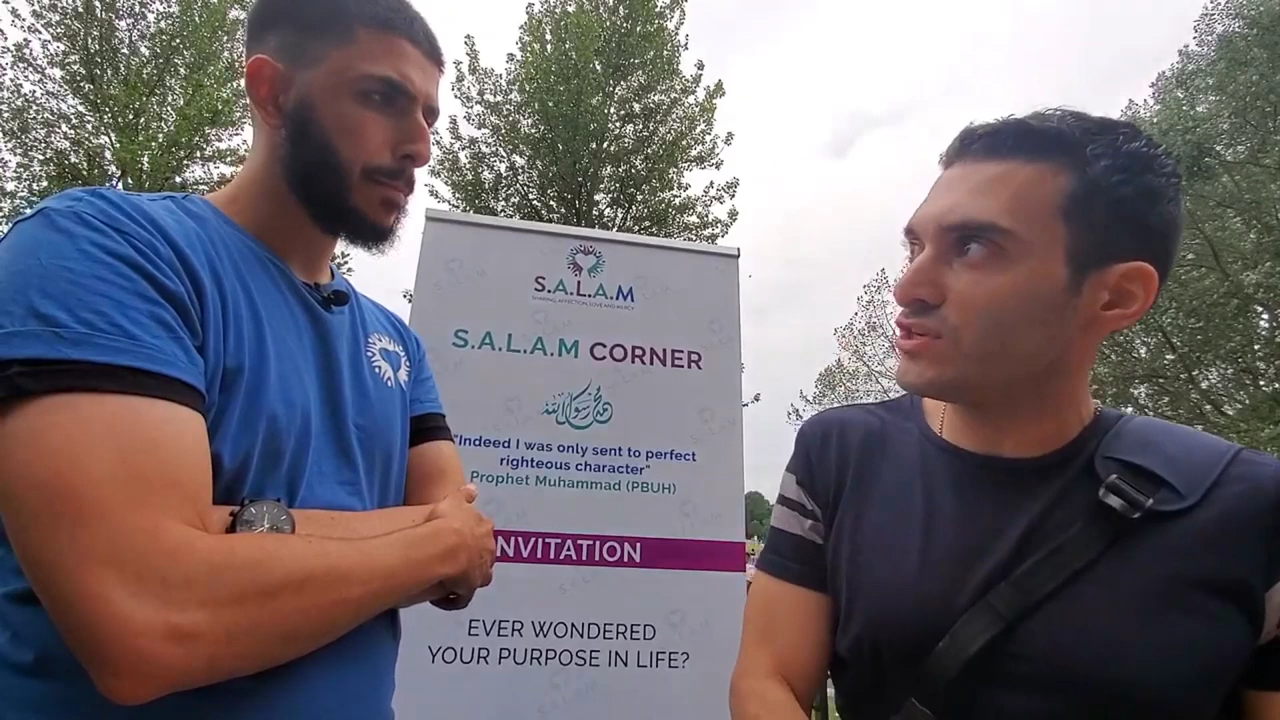 S.A.L.A.M
SHARING AFFECTION, LOVE AND MERCY
S.A.L.A.M CORNER
محمد رسول الله
"Indeed I was only sent to perfect
righteous character"
Prophet Muhammad (PBUH)
NVITATION
EVER WONDERED
YOUR PURPOSE IN LIFE?